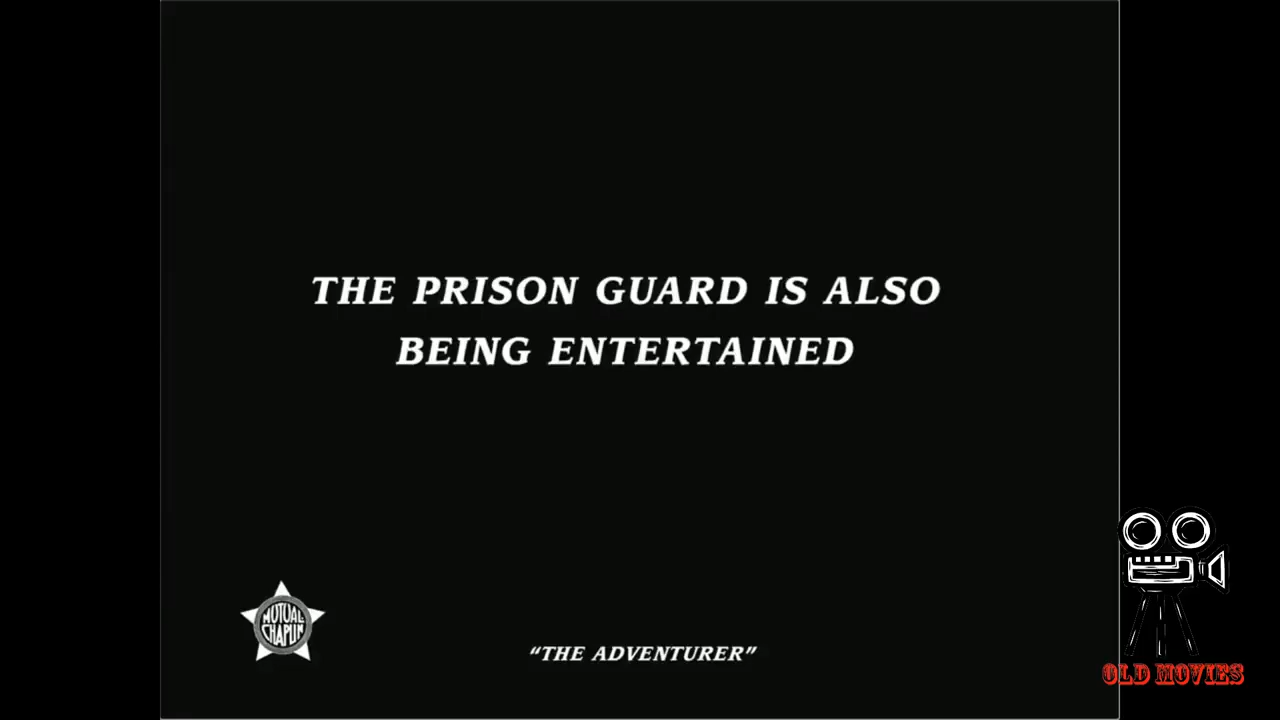 THE PRISON GUARD IS ALSO
BEING ENTERTAINED
MUTUAL
CHAPLIN
"THE ADVENTURER"
OLD MOVIES